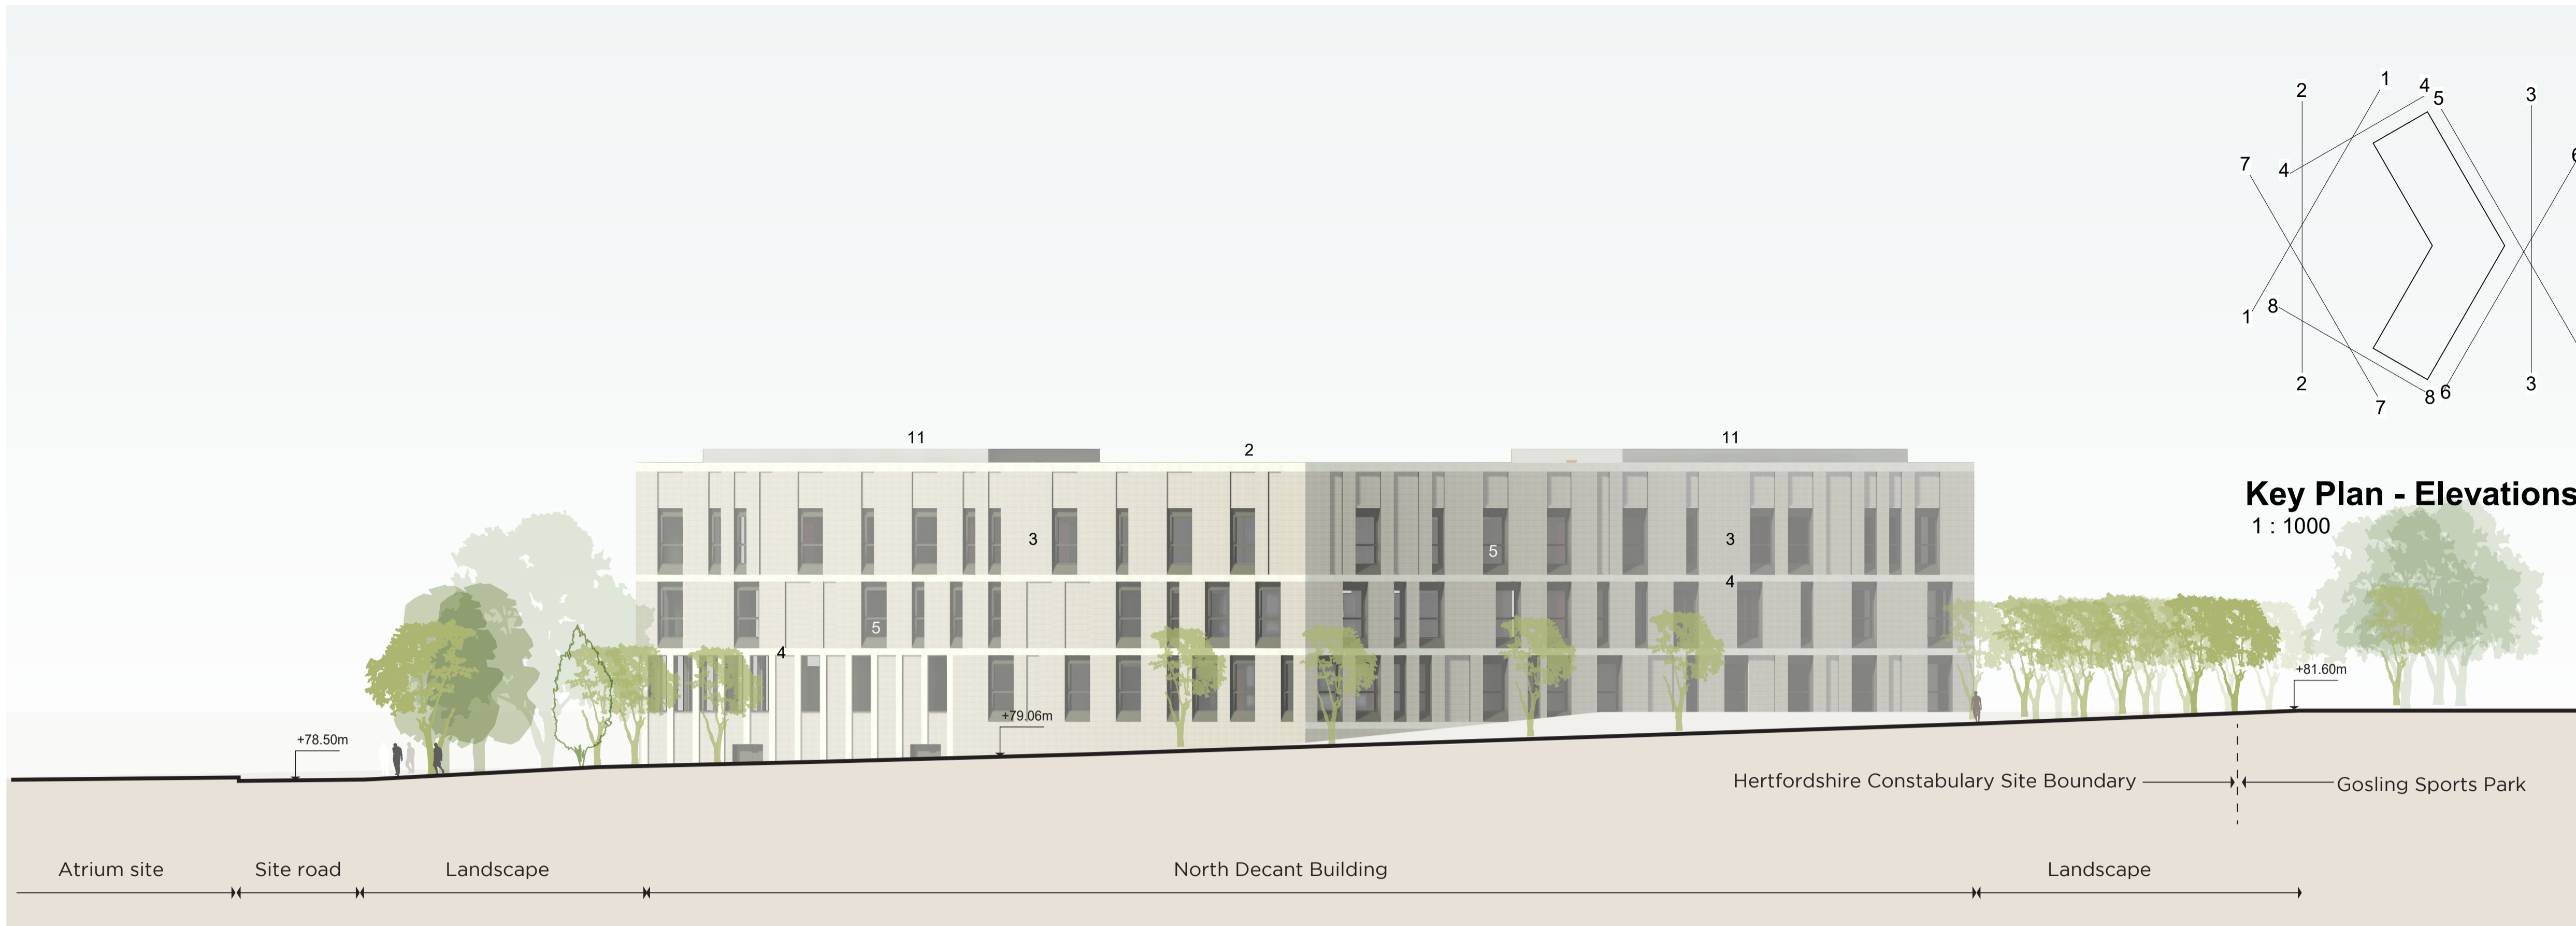 1
4
2
5
3
6
7
4
1
8
2
3
8
6
7
11
2
11
Key Plan - Elevations
1 : 1000
3
5
3
4
5
4
+81.60m
+79.06m
+78.50m
Hertfordshire Constabulary Site Boundary
Gosling Sports Park
Atrium site
Site road
Landscape
North Decant Building
Landscape